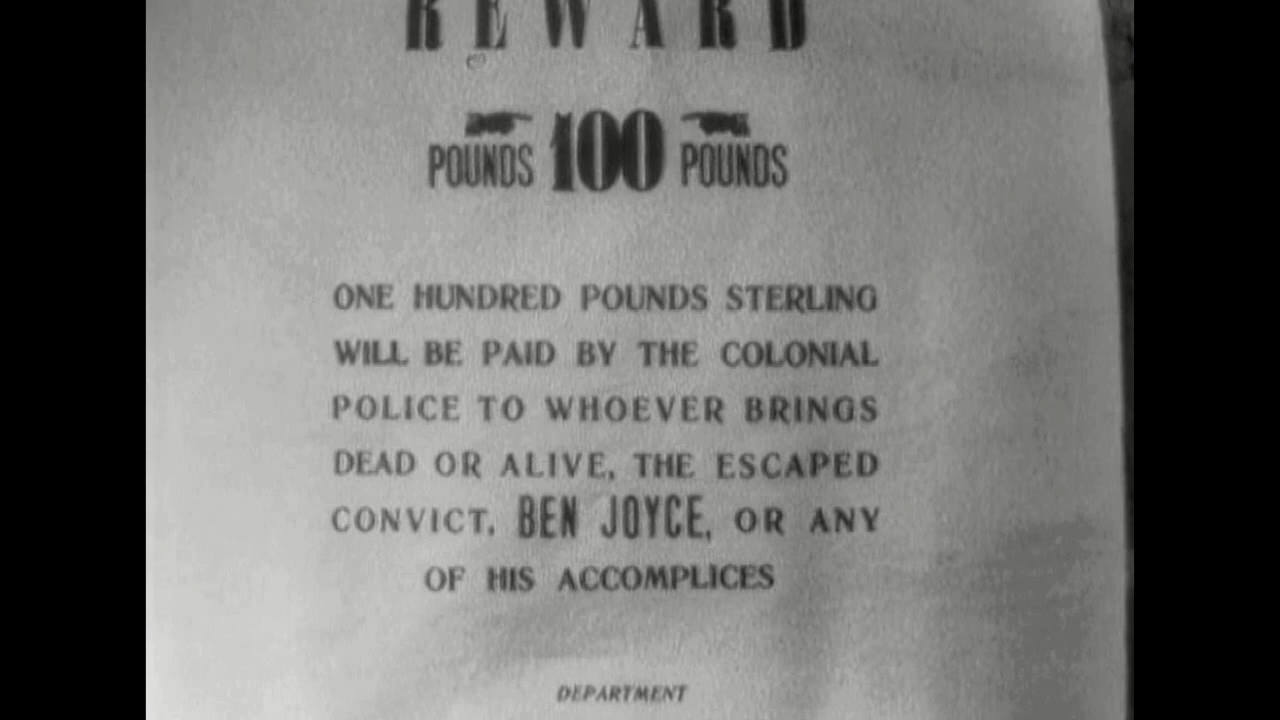 REWARD
POUNDS 100 POUNDS
ONE HUNDRED POUNDS STERLING
WILL BE PAID BY THE COLONIAL
POLICE TO WHOEVER BRINGS
DEAD OR ALIVE, THE ESCAPED
CONVICT, BEN JOYCE, OR ANY
OF HIS ACCOMPLICES
DEPARTMENT